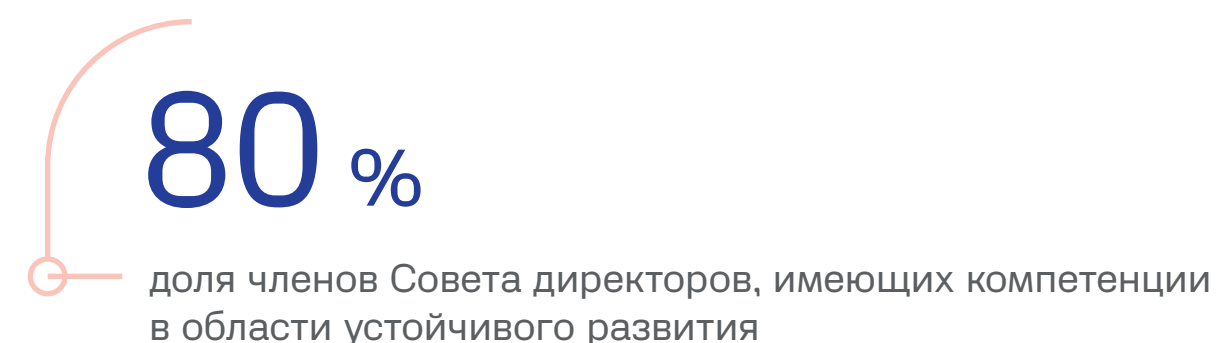 80 %
доля членов Совета директоров, имеющих компетенции
в области устойчивого развития